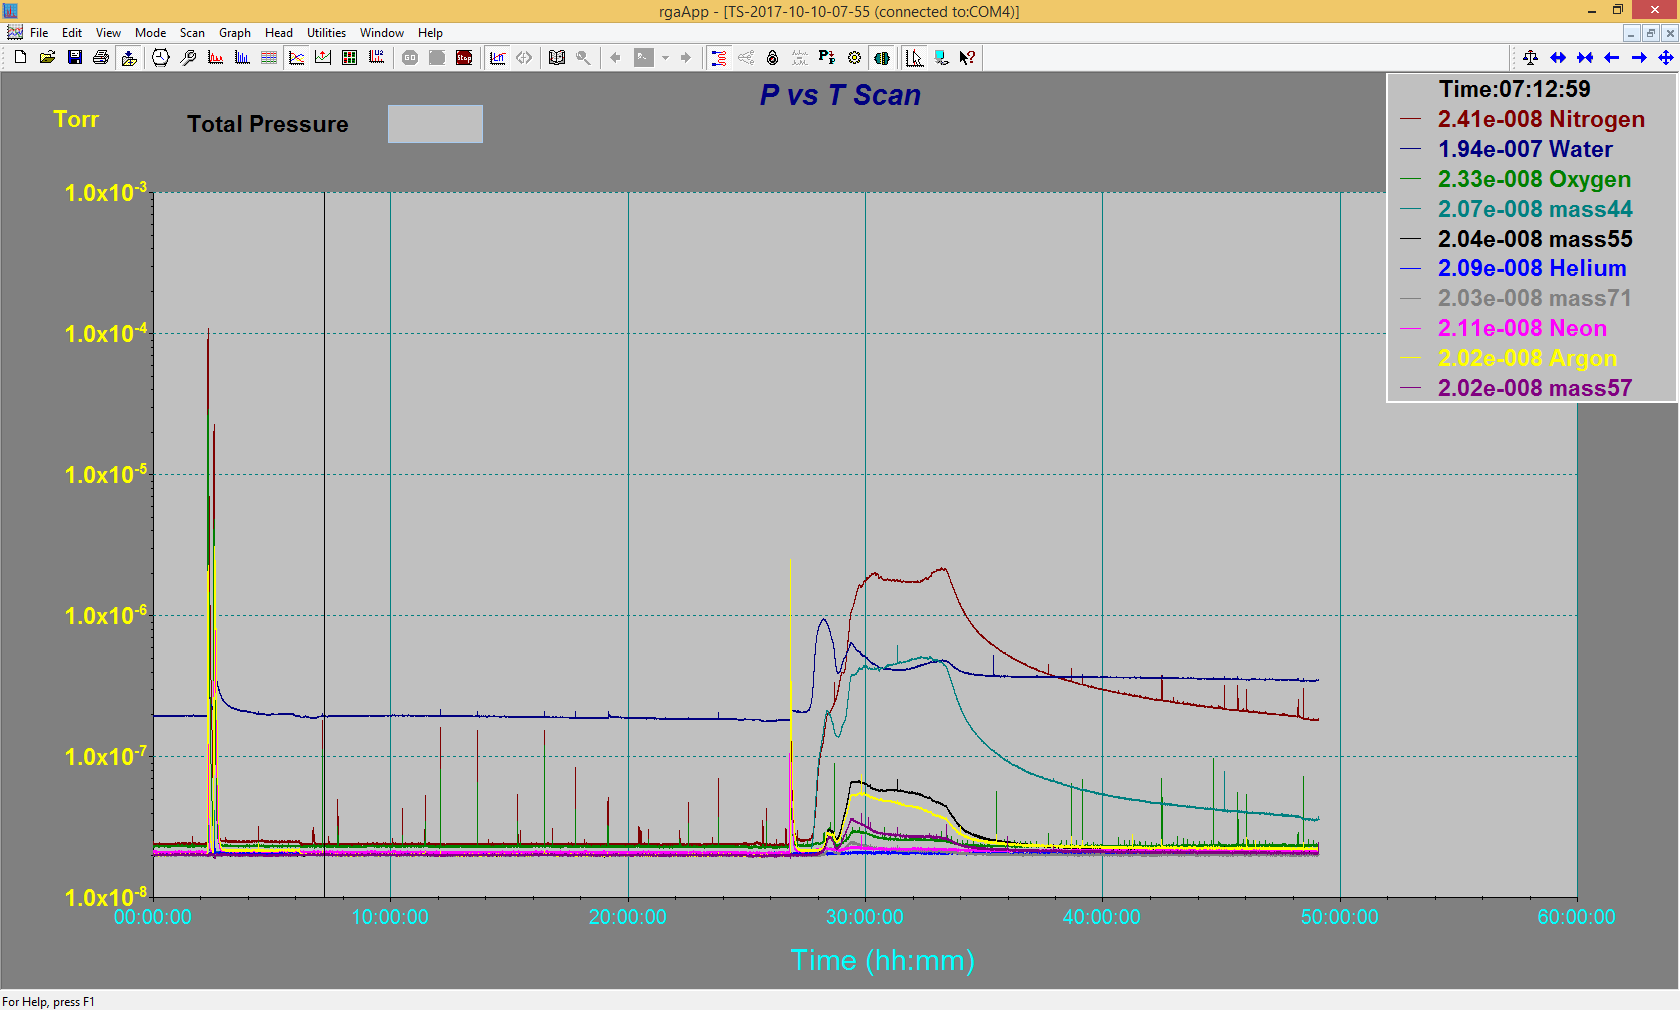 rgaApp - [TS-2017-10-10-07-55 (connected to:COM4)]
File Edit View Mode Scan Graph Head Utilities Window Help
GO Stop
P vs T Scan
Torr
Total Pressure
Time:07:12:59
2.41e-008 Nitrogen
1.94e-007 Water
2.33e-008 Oxygen
2.07e-008 mass44
2.04e-008 mass55
2.09e-008 Helium
2.03e-008 mass71
2.11e-008 Neon
2.02e-008 Argon
2.02e-008 mass57
1.0x10-3
1.0x10-4
1.0x10-5
1.0x10-6
1.0x10-7
1.0x10-8
00:00:00 10:00:00 20:00:00 30:00:00 40:00:00 50:00:00 60:00:00
Time (hh:mm)
For Help, press F1